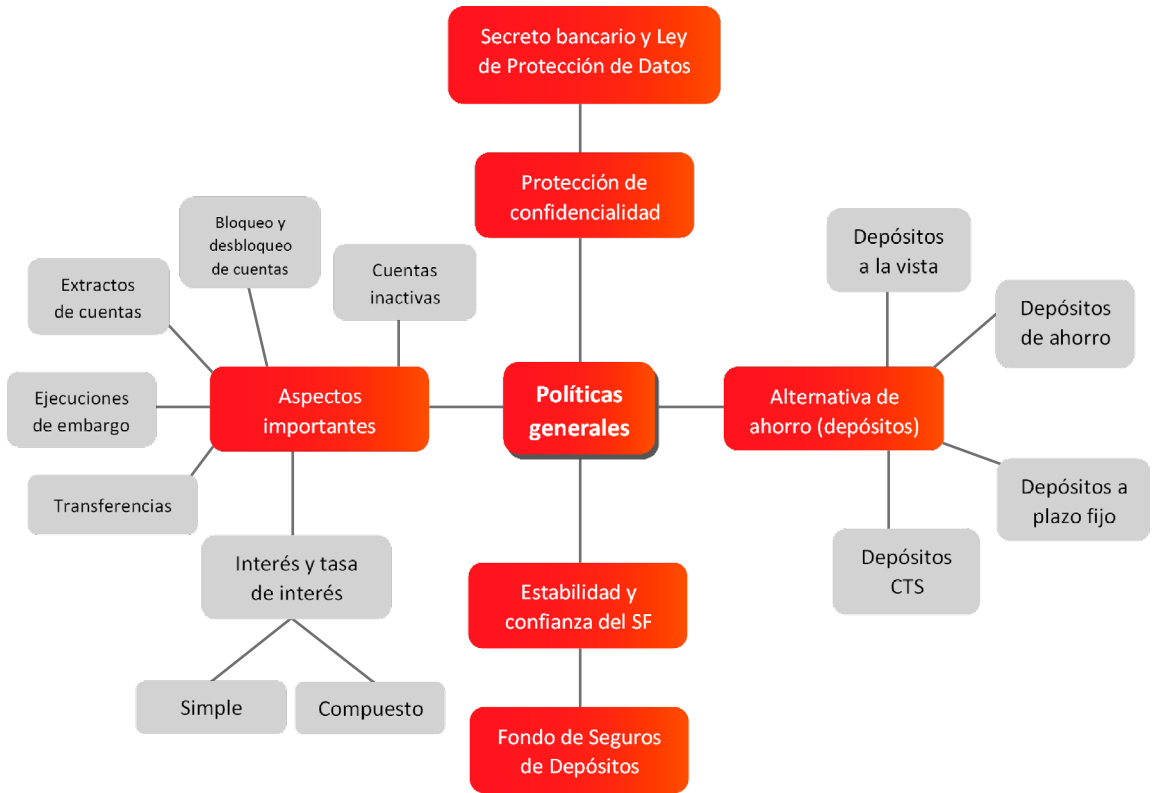 Secreto bancario y Ley
de Protección de Datos
Protección de
confidencialidad
Bloqueo y
desbloqueo
de cuentas
Cuentas
inactivas
Extractos
de cuentas
Ejecuciones
de embargo
Transferencias
Aspectos
importantes
Políticas
generales
Alternativa de
ahorro (depósitos)
Depósitos
a la vista
Depósitos
de ahorro
Depósitos a
plazo fijo
Depósitos
CTS
Interés y tasa
de interés
Simple
Compuesto
Estabilidad y
confianza del SF
Fondo de Seguros
de Depósitos